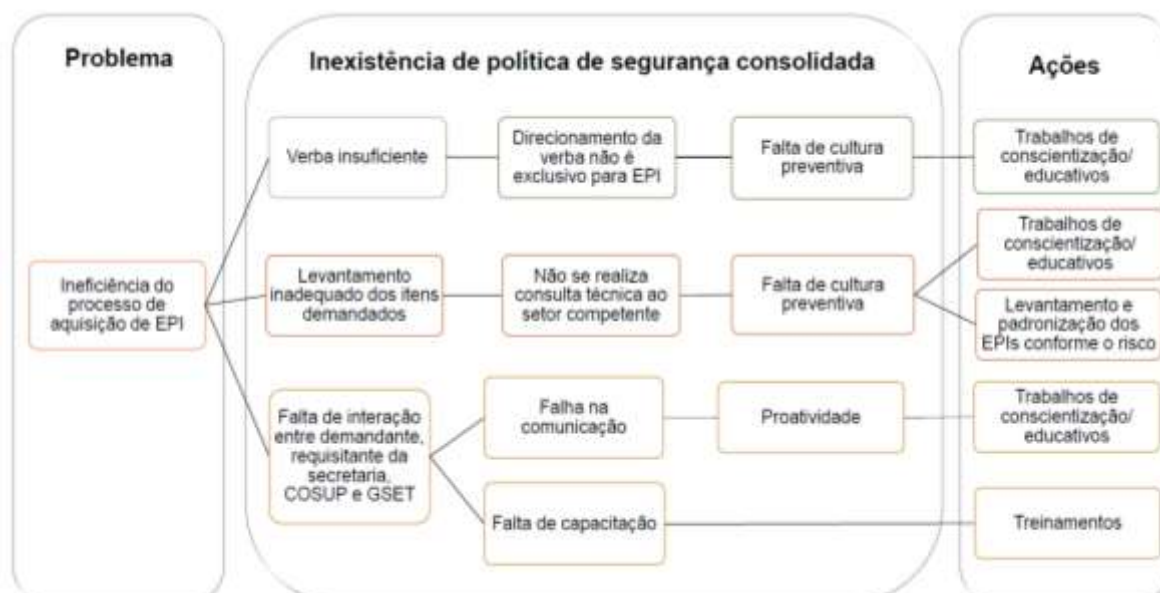 Problema
Inexistência de política de segurança consolidada
Ações
Verba insuficiente
Direcionamento da
verba não é
exclusivo para EPI
Falta de cultura
preventiva
Trabalhos de
conscientização/
educativos
Ineficiência do
processo de
aquisição de EPI
Levantamento
inadequado dos itens
demandados
Não se realiza
consulta técnica ao
setor competente
Falta de cultura
preventiva
Trabalhos de
conscientização/
educativos
Levantamento e
padronização dos
EPIs conforme o risco
Falta de interação
entre demandante,
requisitante da
secretaria,
COSUP e GSET
Falha na
comunicação
Proatividade
Trabalhos de
conscientização/
educativos
Falta de capacitação
Treinamentos